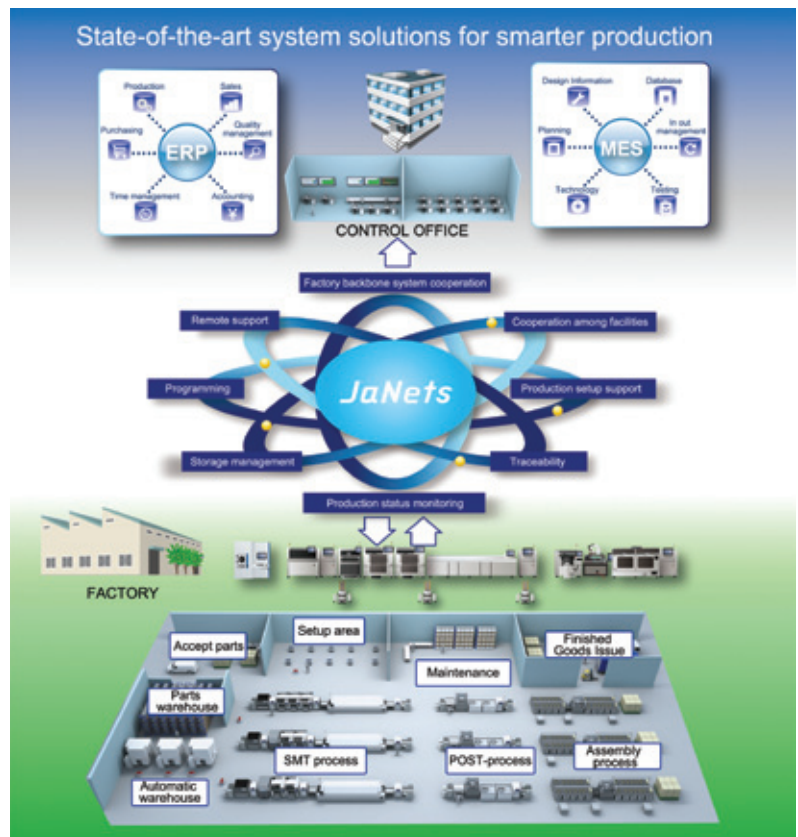 State-of-the-art system solutions for smarter production
Production
Sales
Purchasing
Quality
management
ERP
Time management
Accounting
Design Information
Database
Planning
In out
management
MES
Technology
Testing
CONTROL OFFICE
Factory backbone system cooperation
Remote support
Cooperation among facilities
Programming
JaNets
Production setup support
Storage management
Traceability
Production status monitoring
FACTORY
Accept parts
Setup area
Maintenance
Finished
Goods Issue
Parts
warehouse
SMT process
POST-process
Assembly
process
Automatic
warehouse